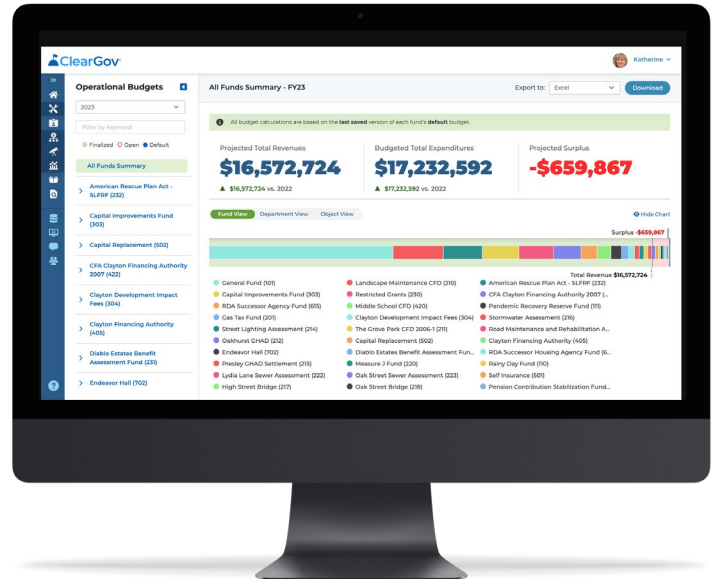 ClearGov
Katherine
Operational Budgets
2023
Filter by keyword
Finalized Open Default
All Funds Summary
American Rescue Plan Act -
SLFRF (232)
Capital Improvements Fund
(303)
Capital Replacement (502)
CFA Clayton Financing Authority
2007 (422)
Clayton Development Impact
Fees (304)
Clayton Financing Authority
(405)
Diablo Estates Benefit
Assessment Fund (231)
Endeavor Hall (702)
All Funds Summary - FY23
Export to: Excel Download
All budget calculations are based on the last saved version of each fund's default budget.
Projected Total Revenues
$16,572,724
$16,572,724 vs. 2022
Budgeted Total Expenditures
$17,232,592
$17,232,592 vs. 2022
Projected Surplus
-$659,867
Fund View Department View Object View
Hide Chart
Surplus -$659,867
Total Revenue $16,572,724
General Fund (101) Landscape Maintenance CFD (210) American Rescue Plan Act - SLFRF (232)
Capital Improvements Fund (303) Restricted Grants (230) CFA Clayton Financing Authority 2007 (...
RDA Successor Agency Fund (615) Middle School CFD (420) Pandemic Recovery Reserve Fund (111)
Gas Tax Fund (201) Clayton Development Impact Fees (304) Stormwater Assessment (216)
Street Lighting Assessment (214) The Grove Park CFD 2006-1 (211) Road Maintenance and Rehabilitation A...
Oakhurst GHAD (212) Capital Replacement (502) Clayton Financing Authority (405)
Endeavor Hall (702) Diablo Estates Benefit Assessment Fun... RDA Successor Housing Agency Fund (6...
Presley GHAD Settlement (213) Measure J Fund (220) Rainy Day Fund (110)
Lydia Lane Sewer Assessment (222) Oak Street Sewer Assessment (223) Self Insurance (501)
High Street Bridge (217) Oak Street Bridge (218) Pension Contribution Stabilization Fund...